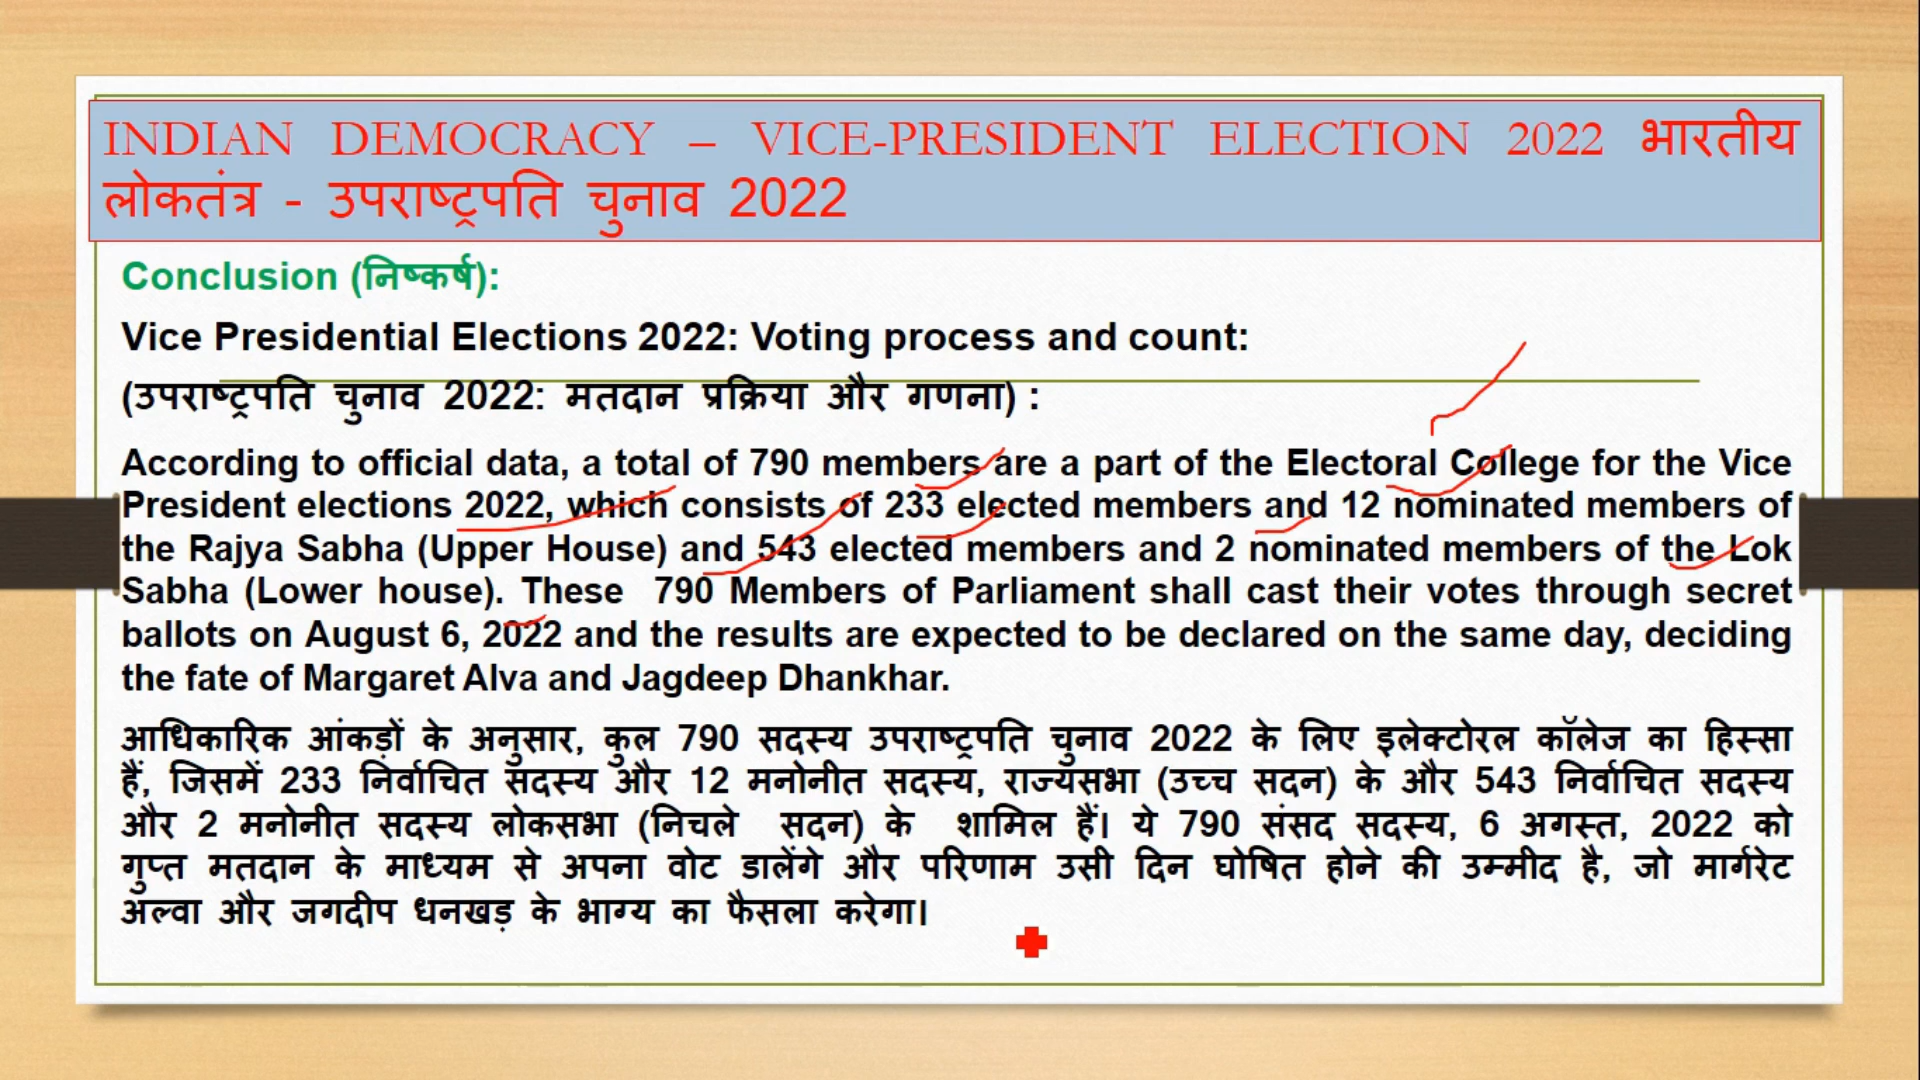 INDIAN DEMOCRACY – VICE-PRESIDENT ELECTION 2022 भारतीय
लोकतंत्र - उपराष्ट्रपति चुनाव 2022
Conclusion (निष्कर्ष):
Vice Presidential Elections 2022: Voting process and count:
(उपराष्ट्रपति चुनाव 2022: मतदान प्रक्रिया और गणना) :
According to official data, a total of 790 members are a part of the Electoral College for the Vice
President elections 2022, which consists of 233 elected members and 12 nominated members of
the Rajya Sabha (Upper House) and 543 elected members and 2 nominated members of the Lok
Sabha (Lower house). These 790 Members of Parliament shall cast their votes through secret
ballots on August 6, 2022 and the results are expected to be declared on the same day, deciding
the fate of Margaret Alva and Jagdeep Dhankhar.
आधिकारिक आंकड़ों के अनुसार, कुल 790 सदस्य उपराष्ट्रपति चुनाव 2022 के लिए इलेक्टोरल कॉलेज का हिस्सा
हैं, जिसमें 233 निर्वाचित सदस्य और 12 मनोनीत सदस्य, राज्यसभा (उच्च सदन) के और 543 निर्वाचित सदस्य
और 2 मनोनीत सदस्य लोकसभा (निचले सदन) के शामिल हैं। ये 790 संसद सदस्य, 6 अगस्त, 2022 को
गुप्त मतदान के माध्यम से अपना वोट डालेंगे और परिणाम उसी दिन घोषित होने की उम्मीद है, जो मार्गरेट
अल्वा और जगदीप धनखड़ के भाग्य का फैसला करेगा।